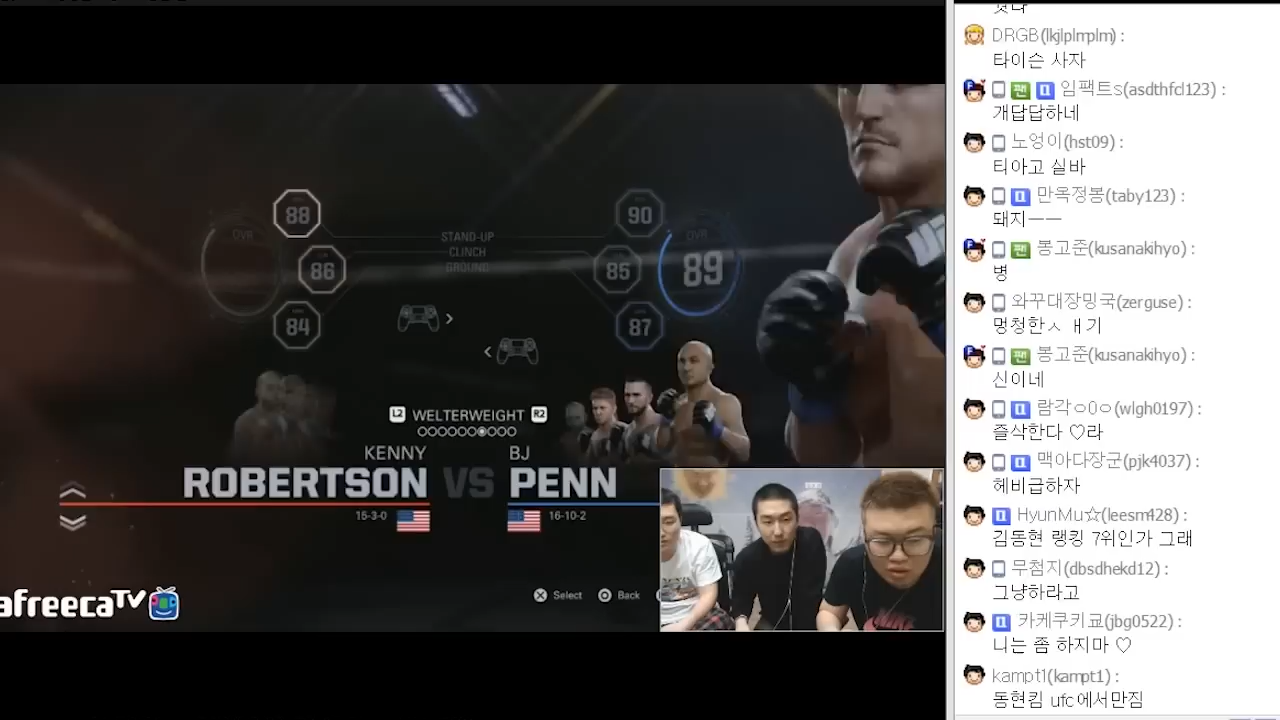 88
OVR
86
84
STAND-UP
CLINCH
GROUND
90
85
OVR
89
87
L2 WELTERWEIGHT R2
KENNY
ROBERTSON
VS
BJ
PENN
15-3-0
16-10-2
Select
Back
afreecaTV
DRGB(lkjlplmplm) :
타이슨 사자
팬 임팩트s(asdthfcl123) :
개답답하네
노엉이(hst09) :
티아고 실바
만옥정봉(taby123) :
돼지ㅡㅡ
팬 봉고준(kusanakihyo) :
병
와꾸대장밍국(zerguse) :
멍청한ㅅ ㅐ기
팬 봉고준(kusanakihyo) :
신이네
람각ㅇ0ㅇ(wlgh0197) :
즐삭한다 ♡라
맥아다장군(pjk4037) :
헤비급하자
HyunMu☆(leesm428) :
김동현 랭킹 7위인가 그래
무첨지(dbsdhekd12) :
그냥하라고
카케쿠키쿄(jbg0522) :
니는 좀 하지마 ♡
kampt1(kampt1) :
동현킴 ufc에서만짐